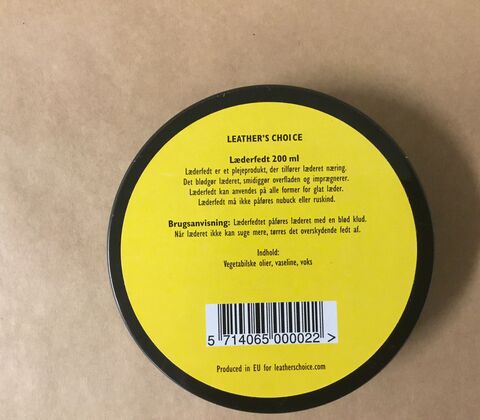 LEATHER'S CHOICE
Læderfedt 200 ml
Læderfedt er et plejeprodukt, der tilfører læderet næring.
Det blødgør læderet, smidiggør overfladen og imprægnerer.
Læderfedt kan anvendes på alle former for glat læder.
Læderfedt må ikke påføres nubuck eller ruskind.
Brugsanvisning: Læderfedtet påføres læderet med en blød klud.
Når læderet ikke kan suge mere, tørres det overskydende fedt af.
Indhold:
Vegetabilske olier, vaseline, voks
5 714065 000022 >
Produced in EU for leatherschoice.com